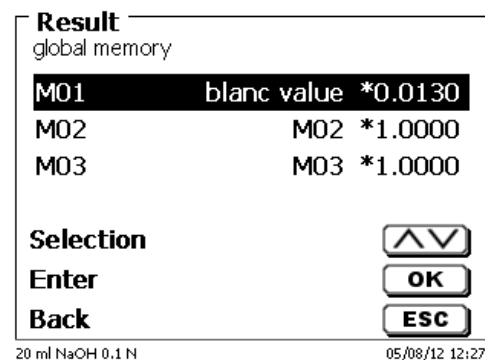 Result
global memory
M01 blanc value *0.0130
M02 M02 *1.0000
M03 M03 *1.0000
Selection
Enter OK
Back ESC
20 ml NaOH 0.1 N 05/08/12 12:27